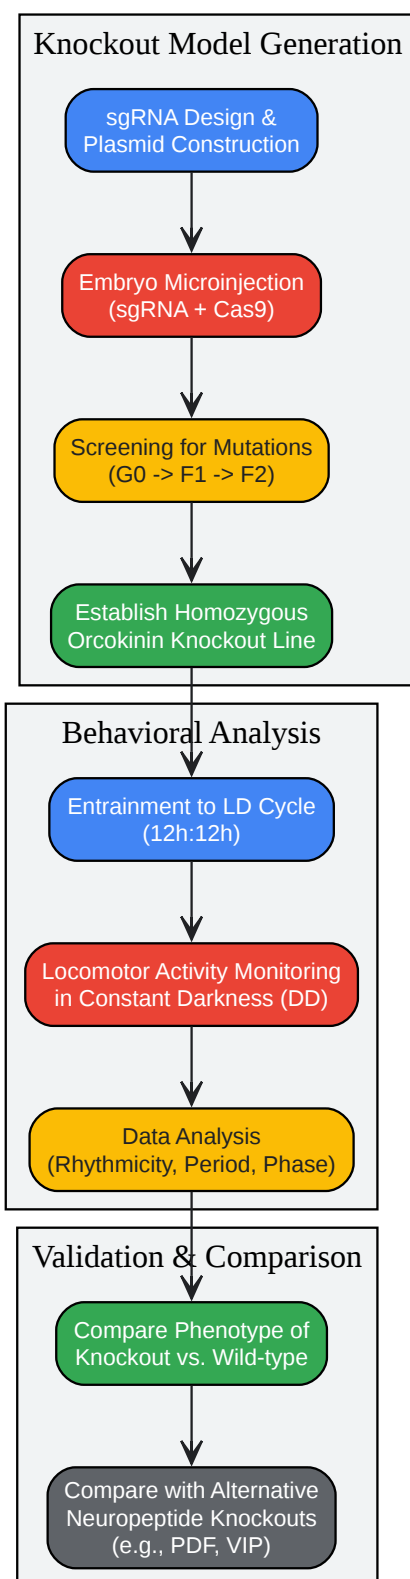 Knockout Model Generation
sgRNA Design &
Plasmid Construction
Embryo Microinjection
(sgRNA + Cas9)
Screening for Mutations
(G0 -> F1 -> F2)
Establish Homozygous
Orcokinin Knockout Line
Behavioral Analysis
Entrainment to LD Cycle
(12h:12h)
Locomotor Activity Monitoring
in Constant Darkness (DD)
Data Analysis
(Rhythmicity, Period, Phase)
Validation & Comparison
Compare Phenotype of
Knockout vs. Wild-type
Compare with Alternative
Neuropeptide Knockouts
(e.g., PDF, VIP)